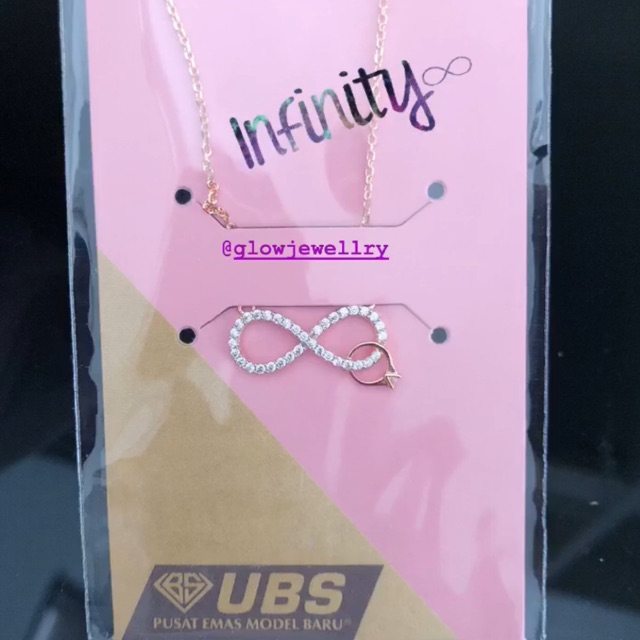 Infinity
@glowjewellry
UBS
PUSAT EMAS MODEL BARU®